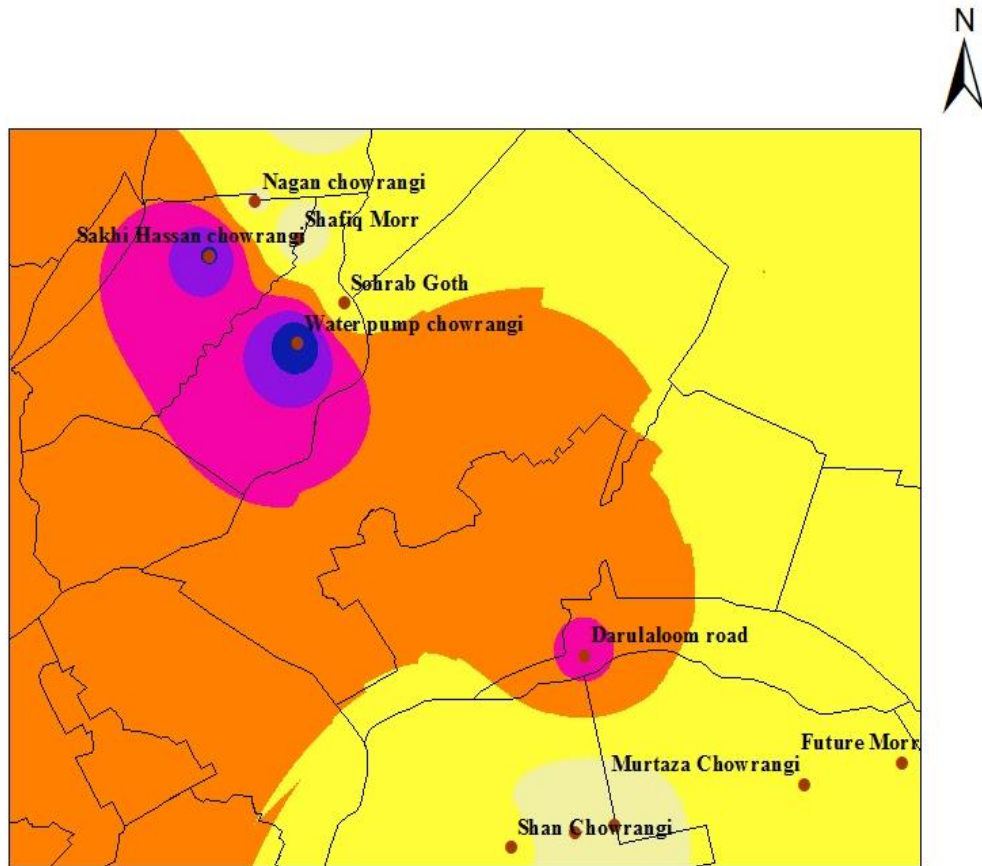 N
Nagan chowrangi
Shafiq Morr
Sakhi Hassan chowrangi
Sohrab Goth
Water pump chowrangi
Darulaloom road
Future Morr
Murtaza Chowrangi
Shan Chowrangi